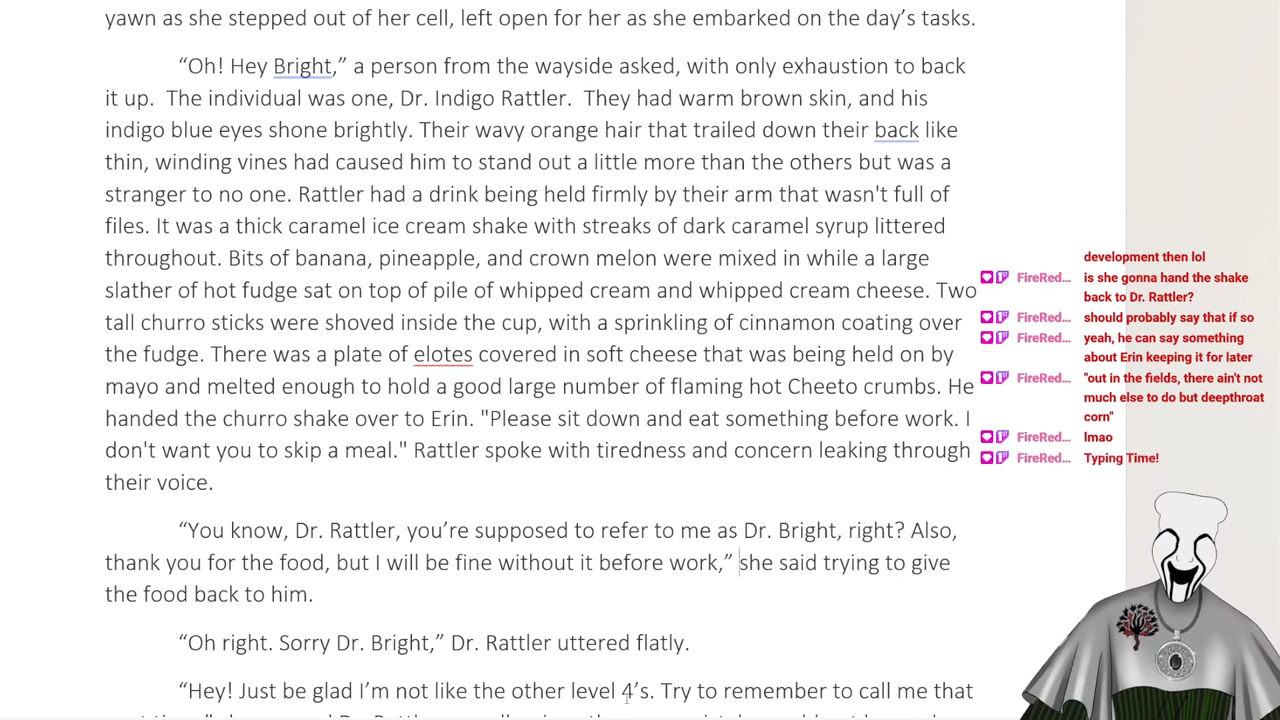 yawn as she stepped out of her cell, left open for her as she embarked on the day’s tasks.
“Oh! Hey Bright,” a person from the wayside asked, with only exhaustion to back
it up.  The individual was one, Dr. Indigo Rattler.  They had warm brown skin, and his
indigo blue eyes shone brightly. Their wavy orange hair that trailed down their back like
thin, winding vines had caused him to stand out a little more than the others but was a
stranger to no one. Rattler had a drink being held firmly by their arm that wasn't full of
files. It was a thick caramel ice cream shake with streaks of dark caramel syrup littered
throughout. Bits of banana, pineapple, and crown melon were mixed in while a large
slather of hot fudge sat on top of pile of whipped cream and whipped cream cheese. Two
tall churro sticks were shoved inside the cup, with a sprinkling of cinnamon coating over
the fudge. There was a plate of elotes covered in soft cheese that was being held on by
mayo and melted enough to hold a good large number of flaming hot Cheeto crumbs. He
handed the churro shake over to Erin. "Please sit down and eat something before work. I
don't want you to skip a meal." Rattler spoke with tiredness and concern leaking through
their voice.
“You know, Dr. Rattler, you’re supposed to refer to me as Dr. Bright, right? Also,
thank you for the food, but I will be fine without it before work,” she said trying to give
the food back to him.
“Oh right. Sorry Dr. Bright,” Dr. Rattler uttered flatly.
“Hey! Just be glad I’m not like the other level 4’s. Try to remember to call me that
development then lol
FireRed... is she gonna hand the shake
back to Dr. Rattler?
FireRed... should probably say that if so
FireRed... yeah, he can say something
about Erin keeping it for later
FireRed... "out in the fields, there ain't not
much else to do but deepthroat
corn"
FireRed... lmao
FireRed... Typing Time!